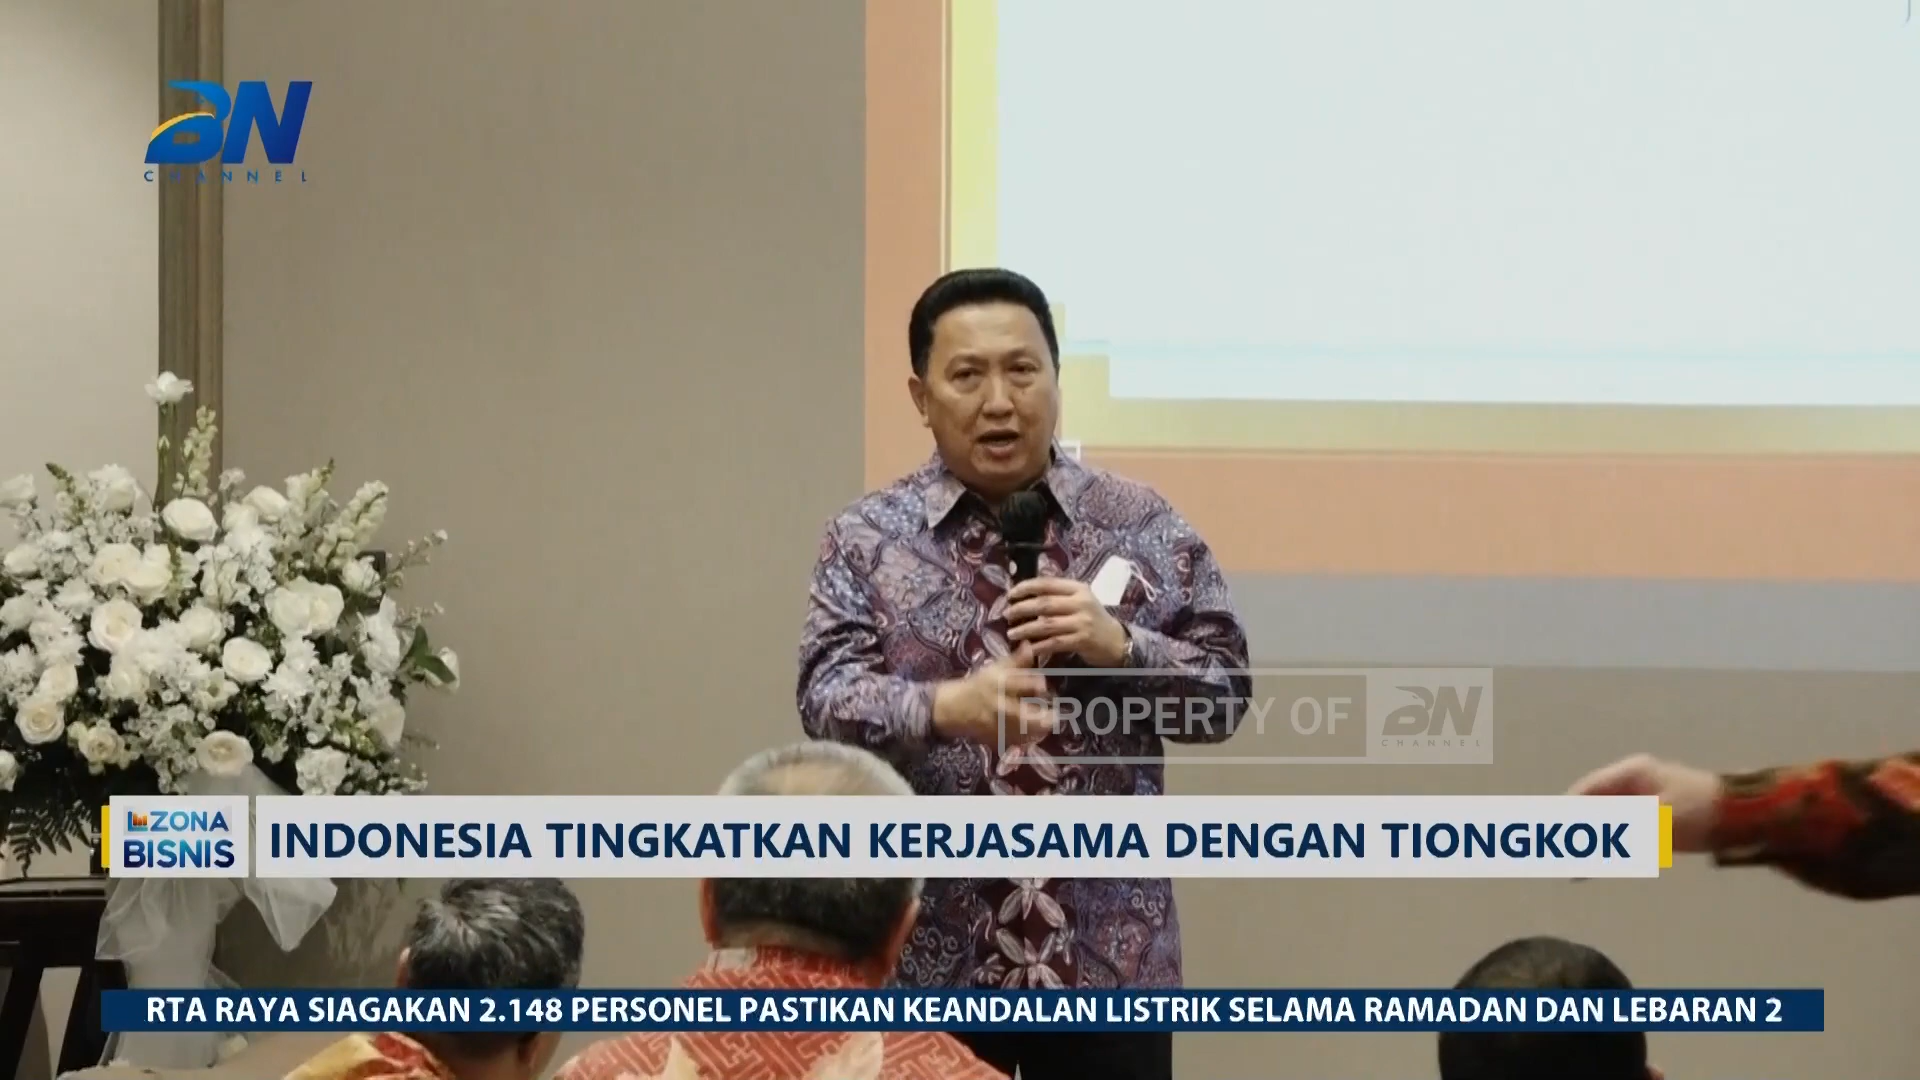 BN
CHANNEL
PROPERTY OF BN
CHANNEL
ZONA
BISNIS
INDONESIA TINGKATKAN KERJASAMA DENGAN TIONGKOK
RTA RAYA SIAGAKAN 2.148 PERSONEL PASTIKAN KEANDALAN LISTRIK SELAMA RAMADAN DAN LEBARAN 2